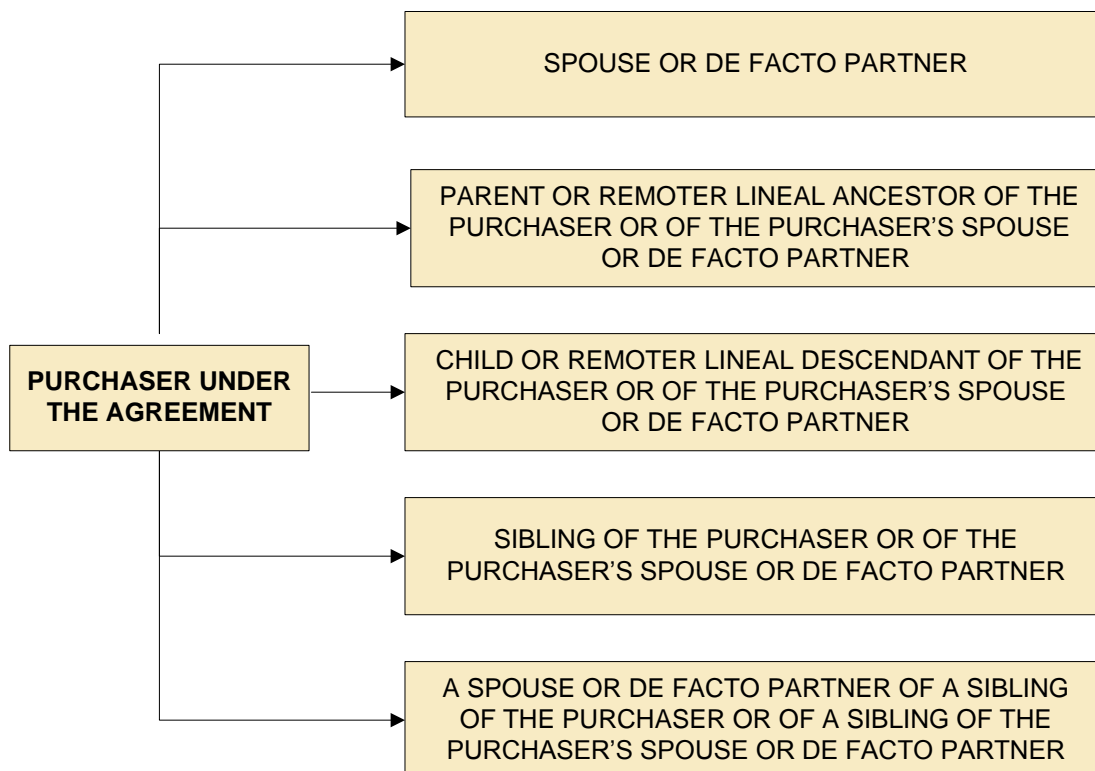 SPOUSE OR DE FACTO PARTNER
PARENT OR REMOTER LINEAL ANCESTOR OF THE
PURCHASER OR OF THE PURCHASER’S SPOUSE
OR DE FACTO PARTNER
PURCHASER UNDER
THE AGREEMENT
CHILD OR REMOTER LINEAL DESCENDANT OF THE
PURCHASER OR OF THE PURCHASER’S SPOUSE
OR DE FACTO PARTNER
SIBLING OF THE PURCHASER OR OF THE
PURCHASER’S SPOUSE OR DE FACTO PARTNER
A SPOUSE OR DE FACTO PARTNER OF A SIBLING
OF THE PURCHASER OR OF A SIBLING OF THE
PURCHASER’S SPOUSE OR DE FACTO PARTNER